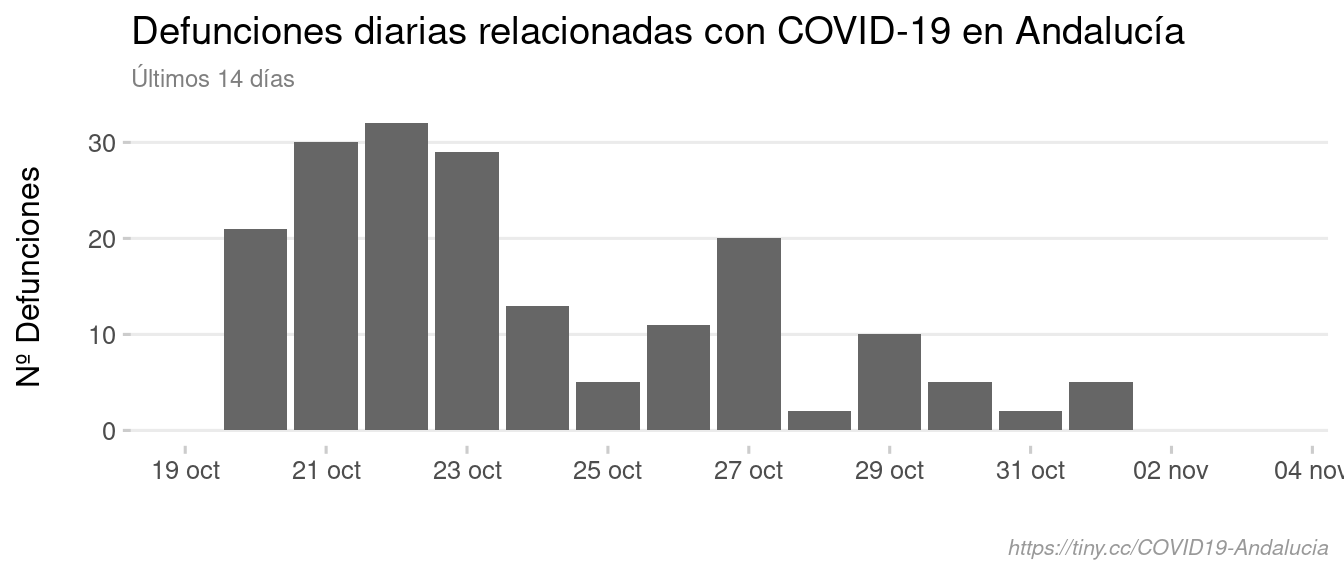 Defunciones diarias relacionadas con COVID-19 en Andalucía
Últimos 14 días
Nº Defunciones
30
20
10
0
19 oct 21 oct 23 oct 25 oct 27 oct 29 oct 31 oct 02 nov 04 nov
https://tiny.cc/COVID19-Andalucia